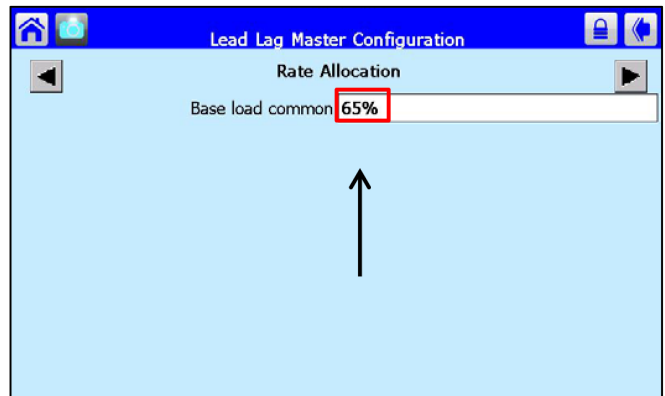 Lead Lag Master Configuration
Rate Allocation
Base load common 65%